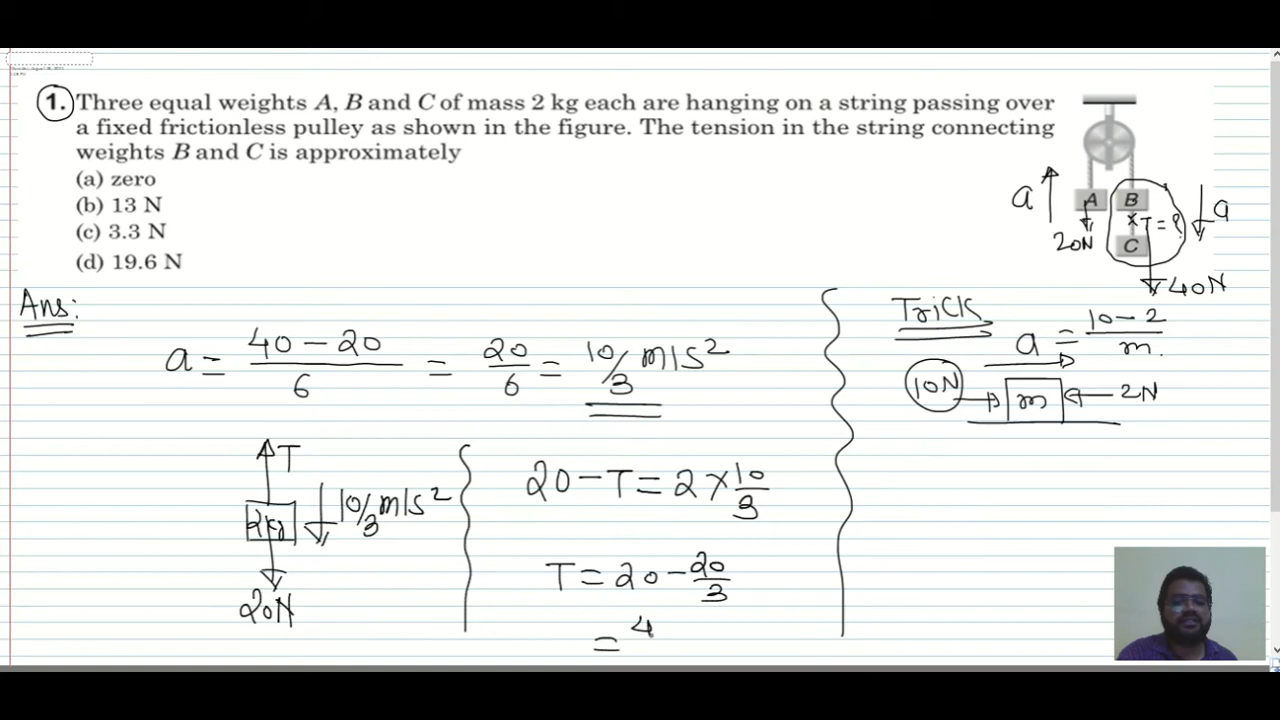 1. Three equal weights A, B and C of mass 2 kg each are hanging on a string passing over
a fixed frictionless pulley as shown in the figure. The tension in the string connecting
weights B and C is approximately
(a) zero
(b) 13 N
(c) 3.3 N
(d) 19.6 N
a
A
B
a
20N
T = ?
C
40N
Ans:
a = 40 - 20 / 6 = 20 / 6 = 10/3 m/s²
Trick
a = 10 - 2 / m
10N
m
2N
T
2kg
10/3 m/s²
20N
20 - T = 2 × 10/3
T = 20 - 20/3
= 4